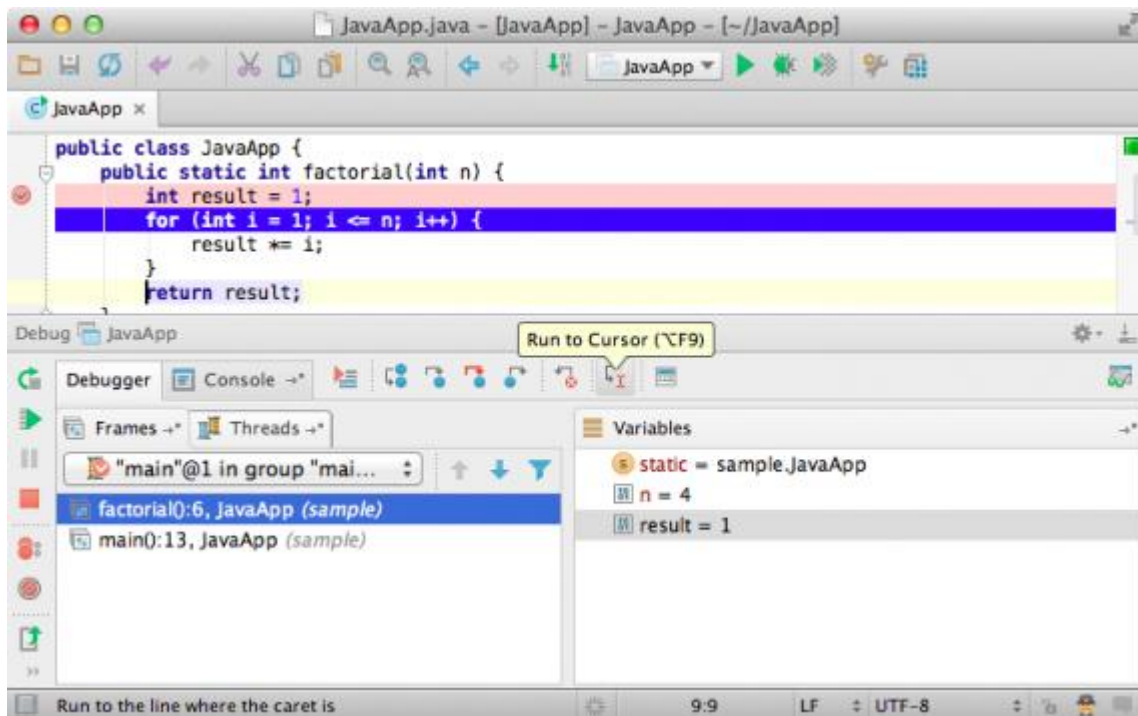 JavaApp.java – [JavaApp] – JavaApp – [~/JavaApp]
JavaApp
JavaApp ×
public class JavaApp {
public static int factorial(int n) {
int result = 1;
for (int i = 1; i <= n; i++) {
result *= i;
}
return result;
Debug JavaApp
Run to Cursor (⌥F9)
Debugger Console
Frames Threads
Variables
"main"@1 in group "mai...
static = sample.JavaApp
factorial():6, JavaApp (sample)
n = 4
main():13, JavaApp (sample)
result = 1
Run to the line where the caret is
9:9 LF UTF-8